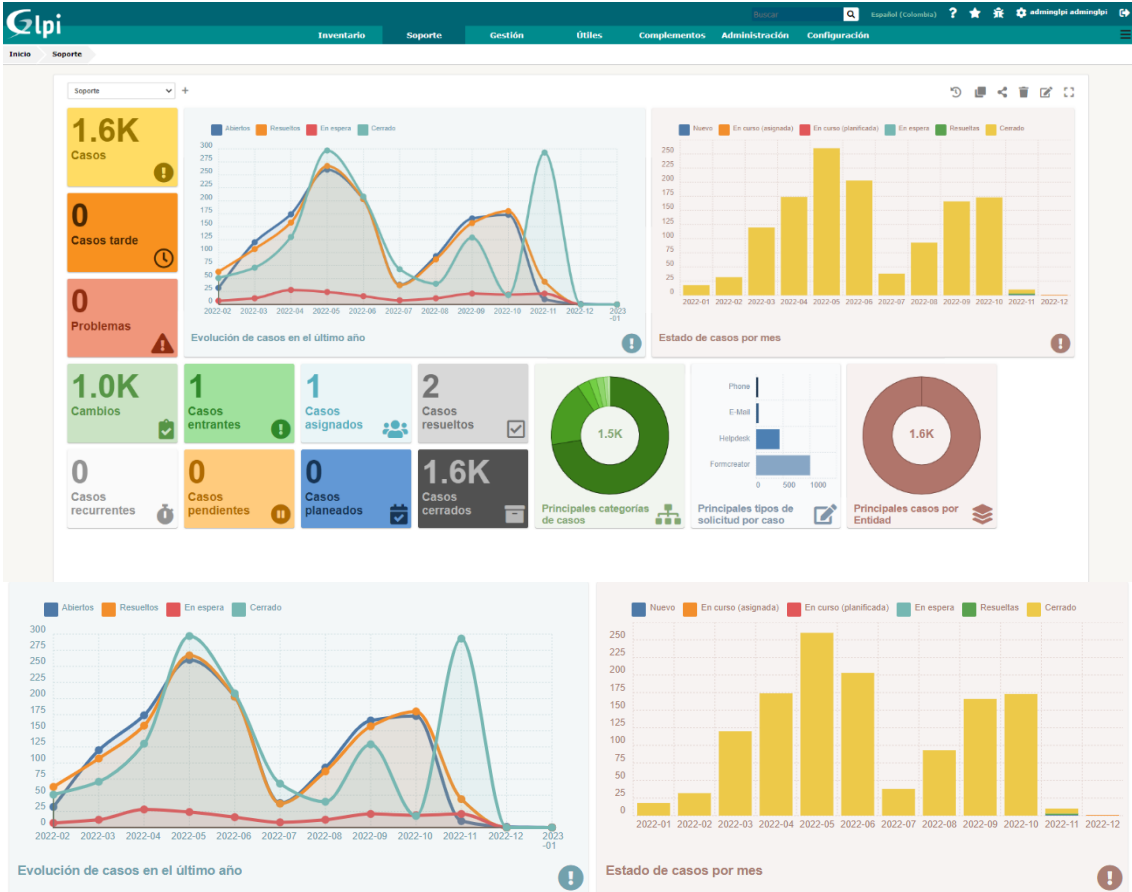 Glpi
Buscar
Español (Colombia)
?
adminglpi adminglpi
Inventario Soporte Gestión Útiles Complementos Administración Configuración
Inicio Soporte
Soporte
+
1.6K
Casos
0
Casos tarde
0
Problemas
Abiertos Resueltos En espera Cerrado
300
275
250
225
200
175
150
125
100
75
50
25
0
2022-02 2022-03 2022-04 2022-05 2022-06 2022-07 2022-08 2022-09 2022-10 2022-11 2022-12 2023
-01
Evolución de casos en el último año
Nuevo En curso (asignada) En curso (planificada) En espera Resueltas Cerrado
250
225
200
175
150
125
100
75
50
25
0
2022-01 2022-02 2022-03 2022-04 2022-05 2022-06 2022-07 2022-08 2022-09 2022-10 2022-11 2022-12
Estado de casos por mes
1.0K
Cambios
1
Casos
entrantes
1
Casos
asignados
2
Casos
resueltos
0
Casos
recurrentes
0
Casos
pendientes
0
Casos
planeados
1.6K
Casos
cerrados
1.5K
Principales categorías
de casos
Phone
E-Mail
Helpdesk
Formcreator
0 500 1000
Principales tipos de
solicitud por caso
1.6K
Principales casos por
Entidad
Abiertos Resueltos En espera Cerrado
300
275
250
225
200
175
150
125
100
75
50
25
0
2022-02 2022-03 2022-04 2022-05 2022-06 2022-07 2022-08 2022-09 2022-10 2022-11 2022-12 2023
-01
Evolución de casos en el último año
Nuevo En curso (asignada) En curso (planificada) En espera Resueltas Cerrado
250
225
200
175
150
125
100
75
50
25
0
2022-01 2022-02 2022-03 2022-04 2022-05 2022-06 2022-07 2022-08 2022-09 2022-10 2022-11 2022-12
Estado de casos por mes